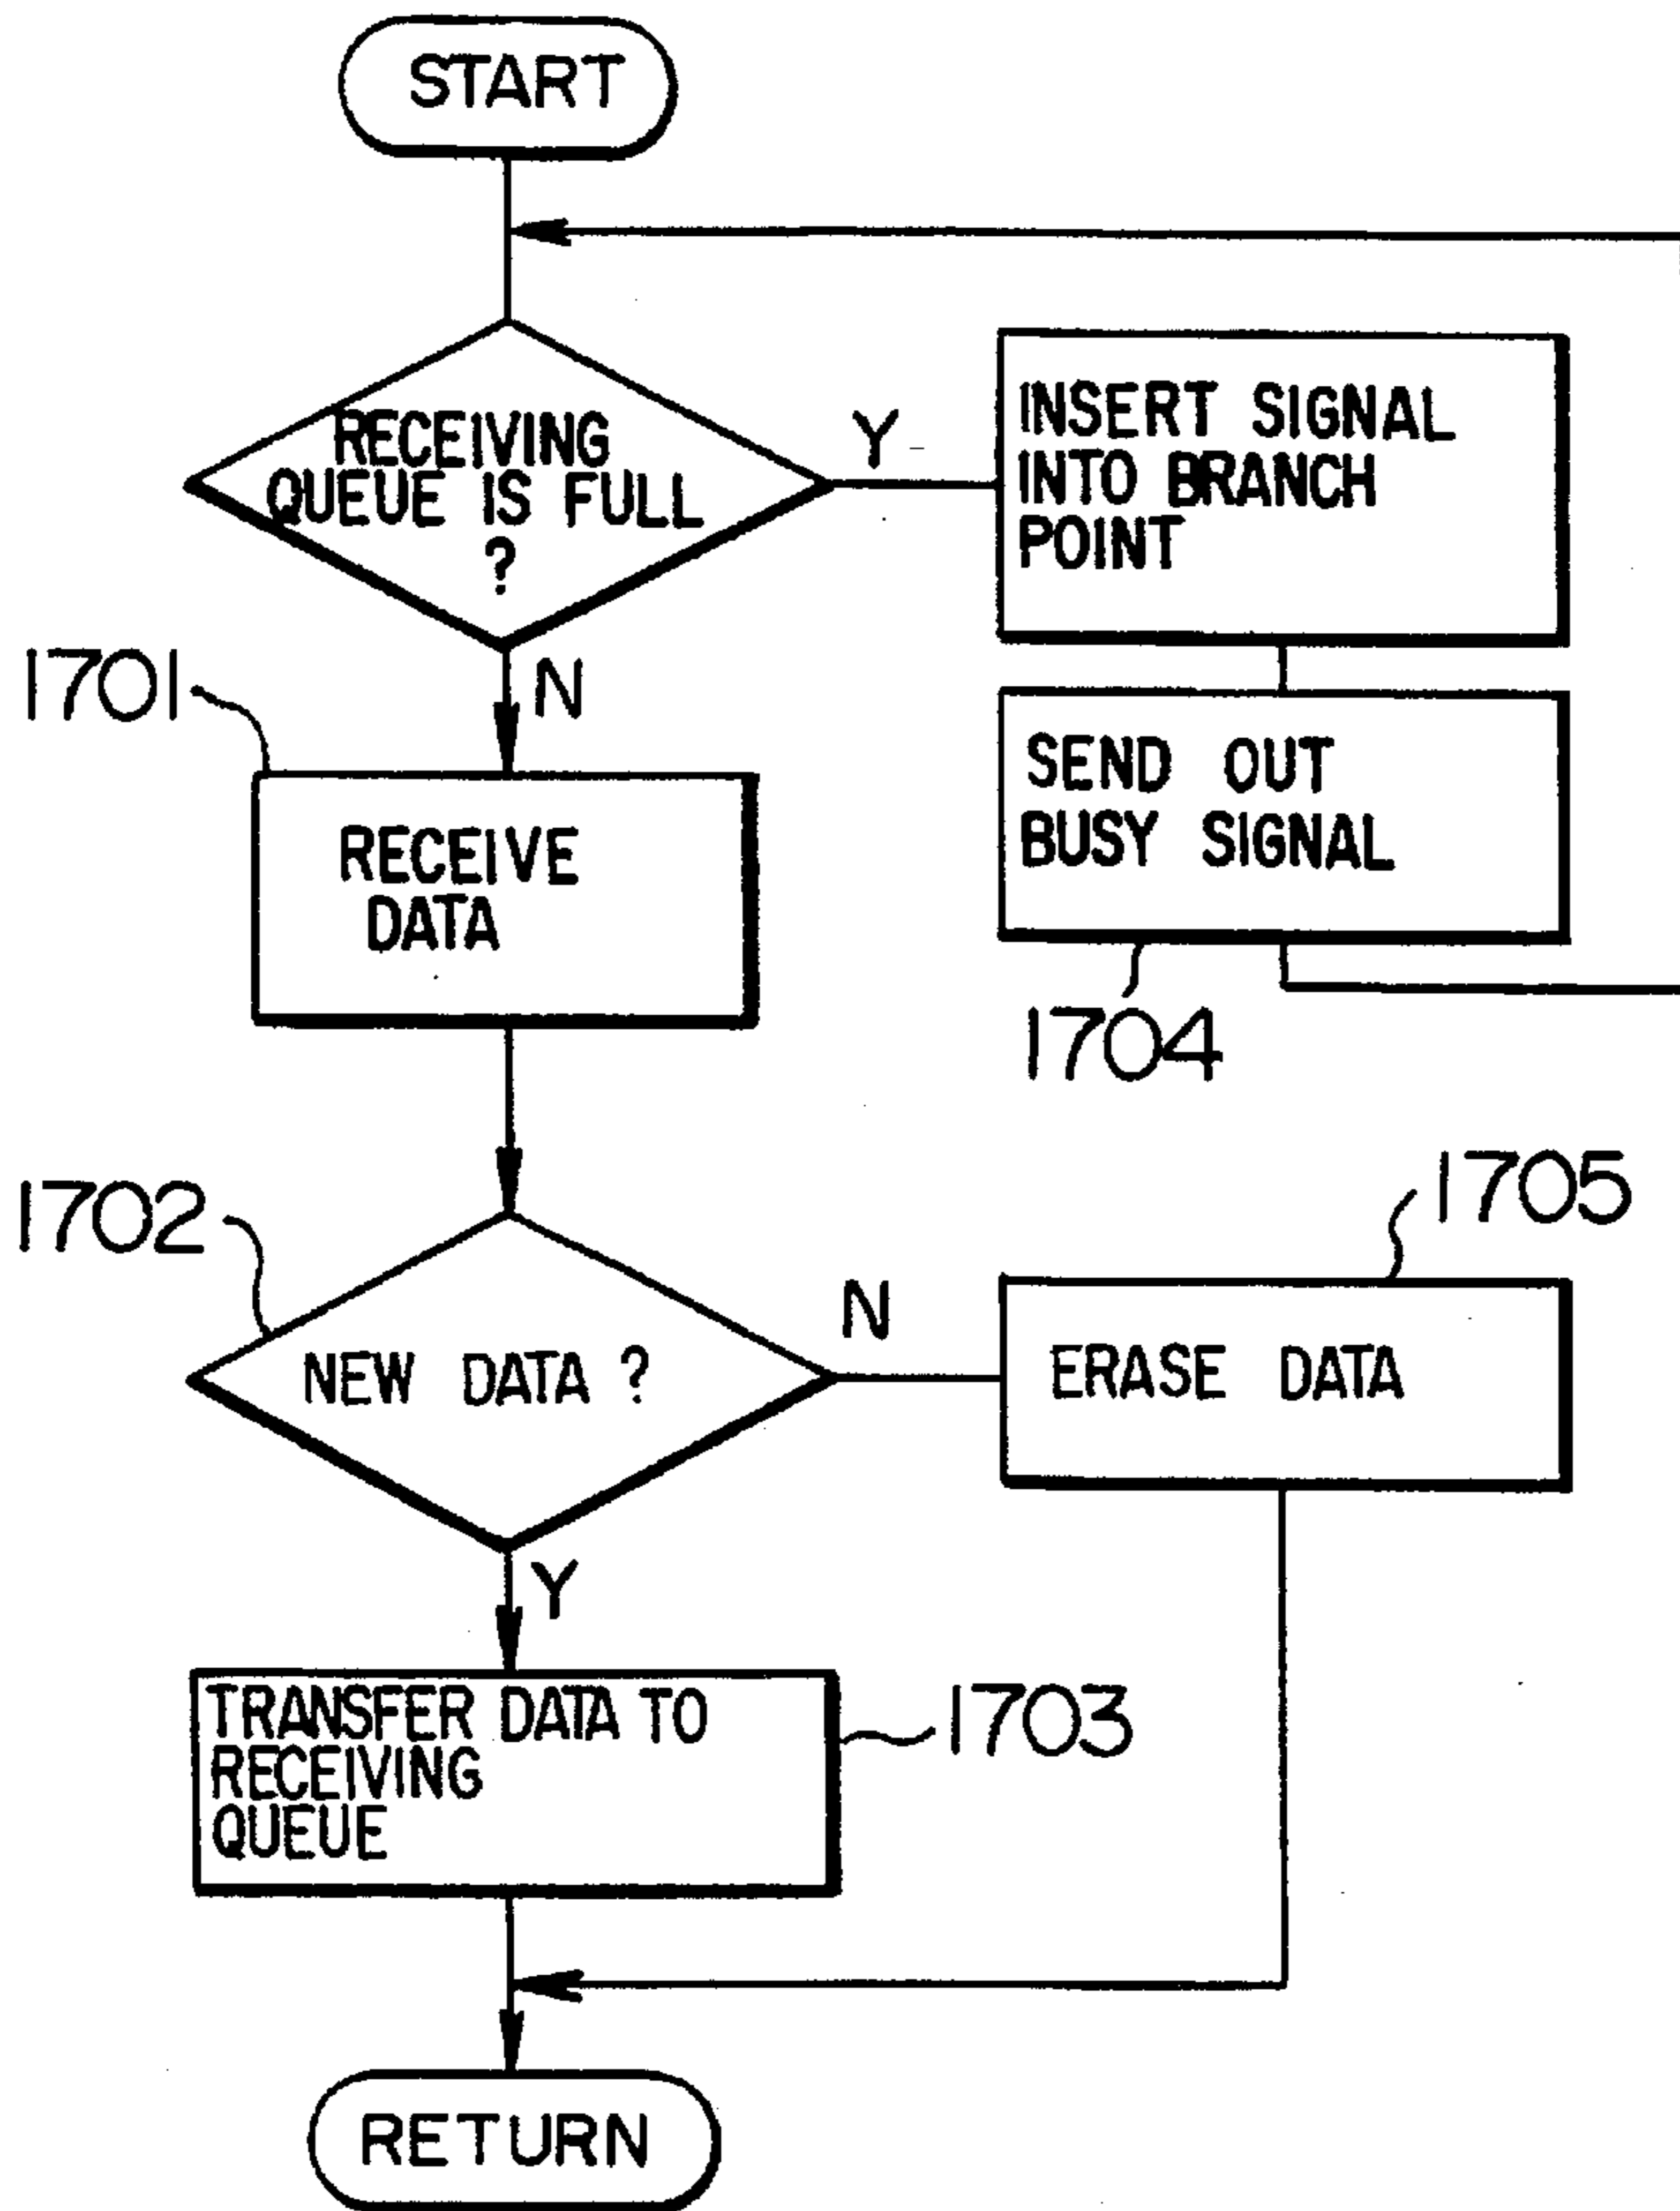 START
RECEIVING
QUEUE IS FULL
?
Y
INSERT SIGNAL
INTO BRANCH
POINT
N
1701
SEND OUT
BUSY SIGNAL
RECEIVE
DATA
1704
1702
1705
NEW DATA ?
N
ERASE DATA
Y
TRANSFER DATA TO
RECEIVING
QUEUE
1703
RETURN